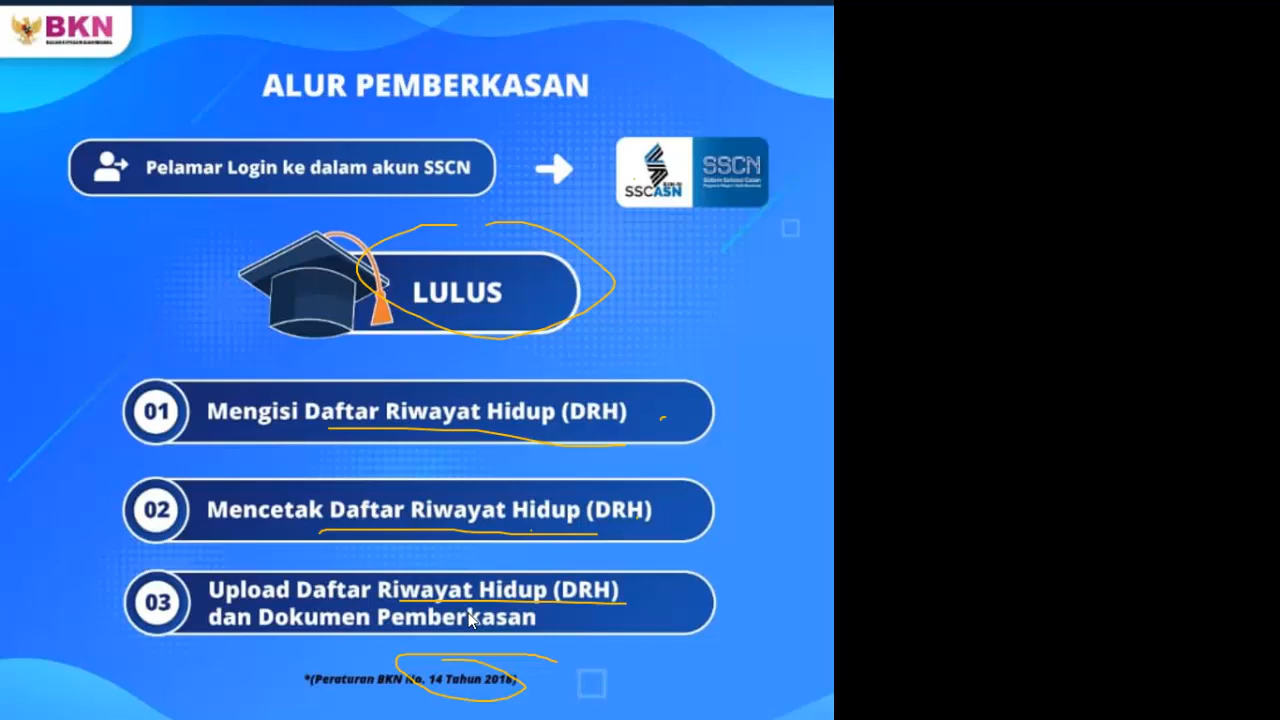 BKN
ALUR PEMBERKASAN
Pelamar Login ke dalam akun SSCN
SSCASN
SSCN
LULUS
01 Mengisi Daftar Riwayat Hidup (DRH)
02 Mencetak Daftar Riwayat Hidup (DRH)
03 Upload Daftar Riwayat Hidup (DRH)
dan Dokumen Pemberkasan
*(Peraturan BKN No. 14 Tahun 2018)